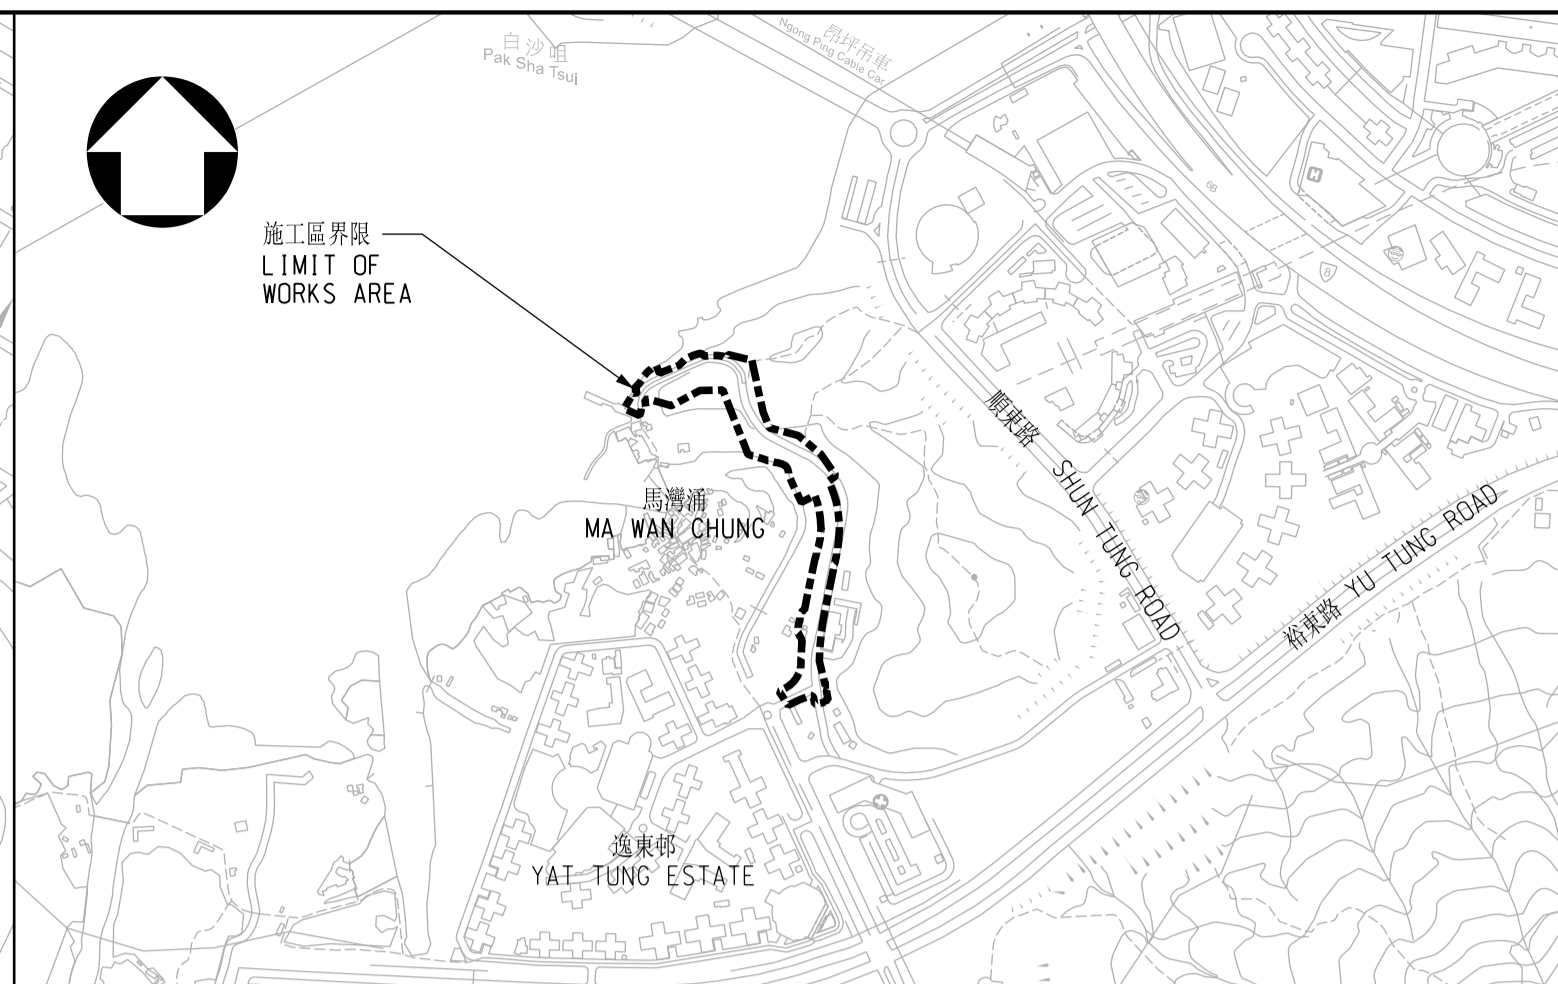 白沙咀
Pak Sha Tsui
昂坪吊車
Ngong Ping Cable Car
施工區界限
LIMIT OF
WORKS AREA
6B
H
8
順東路 SHUN TUNG ROAD
馬灣涌
MA WAN CHUNG
裕東路 YU TUNG ROAD
逸東邨
YAT TUNG ESTATE